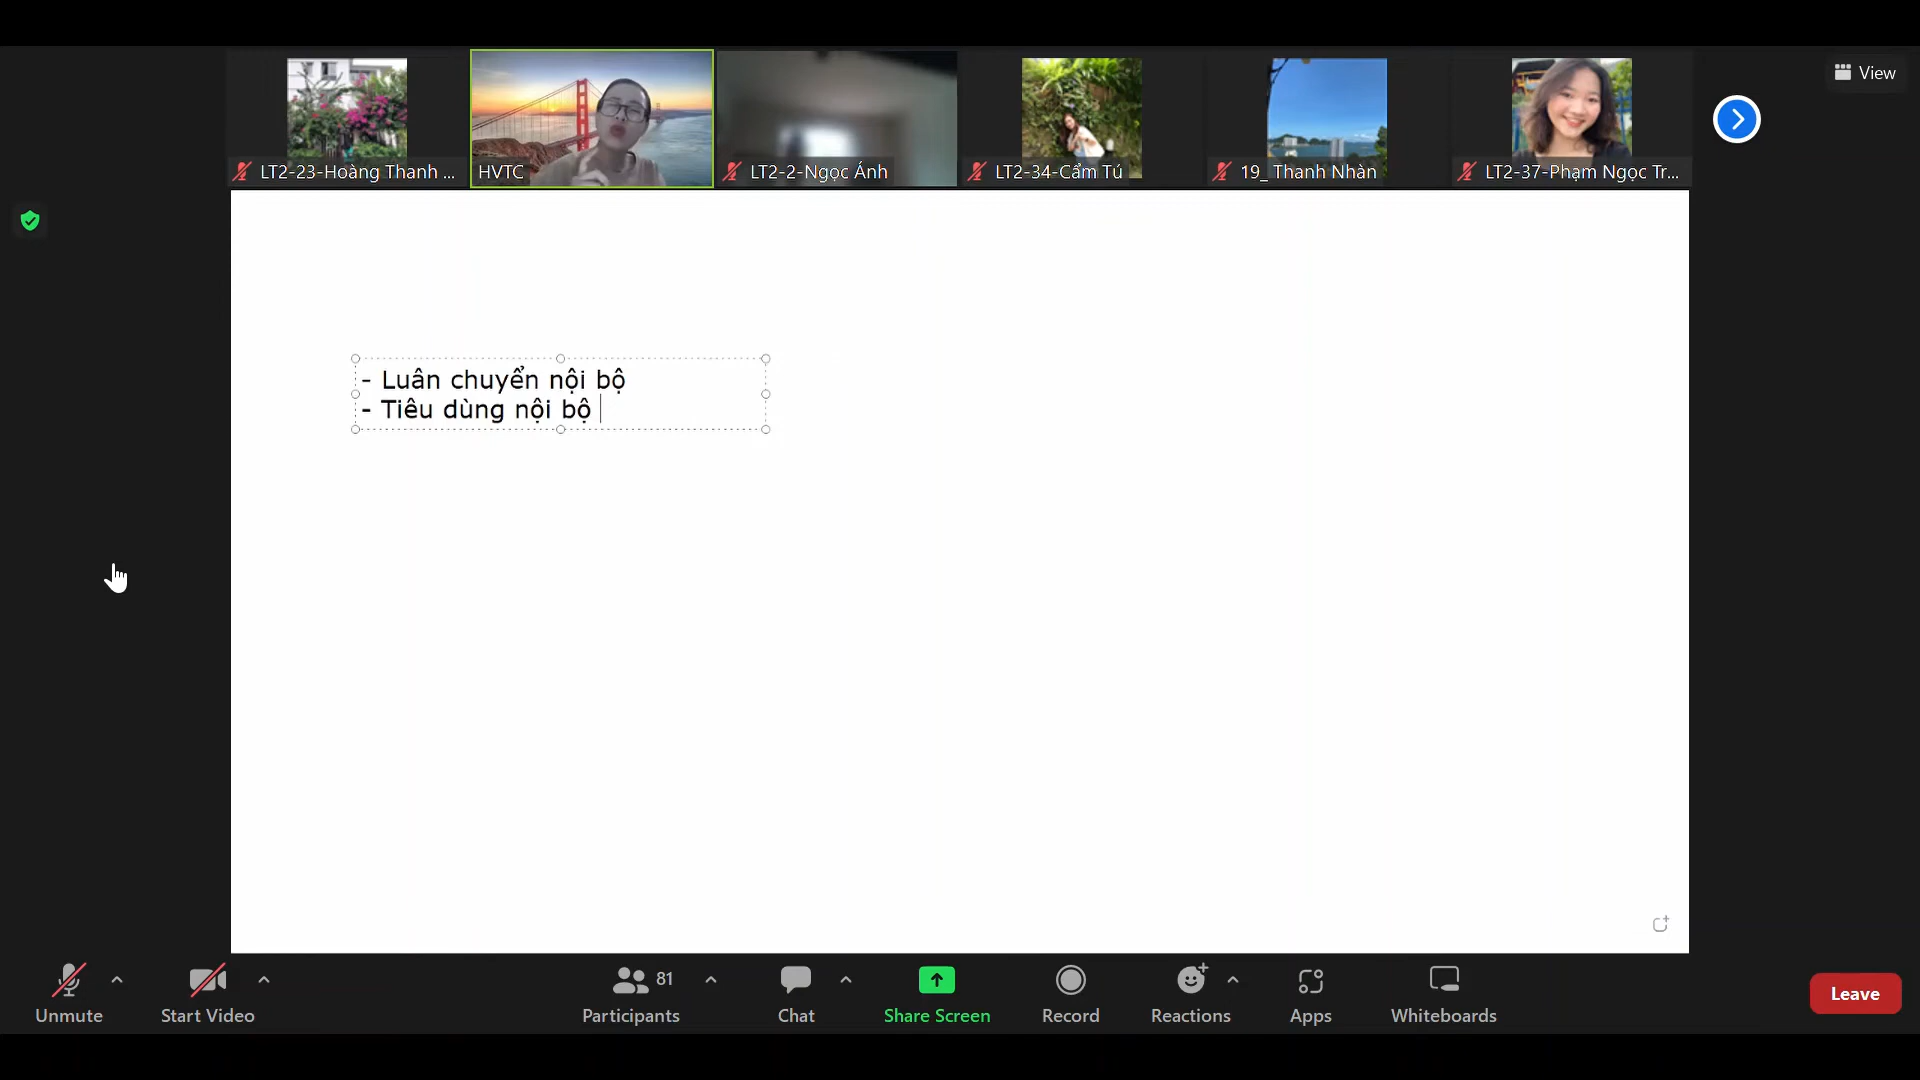 View
LT2-23-Hoàng Thanh ...
HVTC
LT2-2-Ngọc Ánh
LT2-34-Cẩm Tú
19_ Thanh Nhàn
LT2-37-Phạm Ngọc Tr...
- Luân chuyển nội bộ
- Tiêu dùng nội bộ
81
Unmute
Start Video
Participants
Chat
Share Screen
Record
Reactions
Apps
Whiteboards
Leave